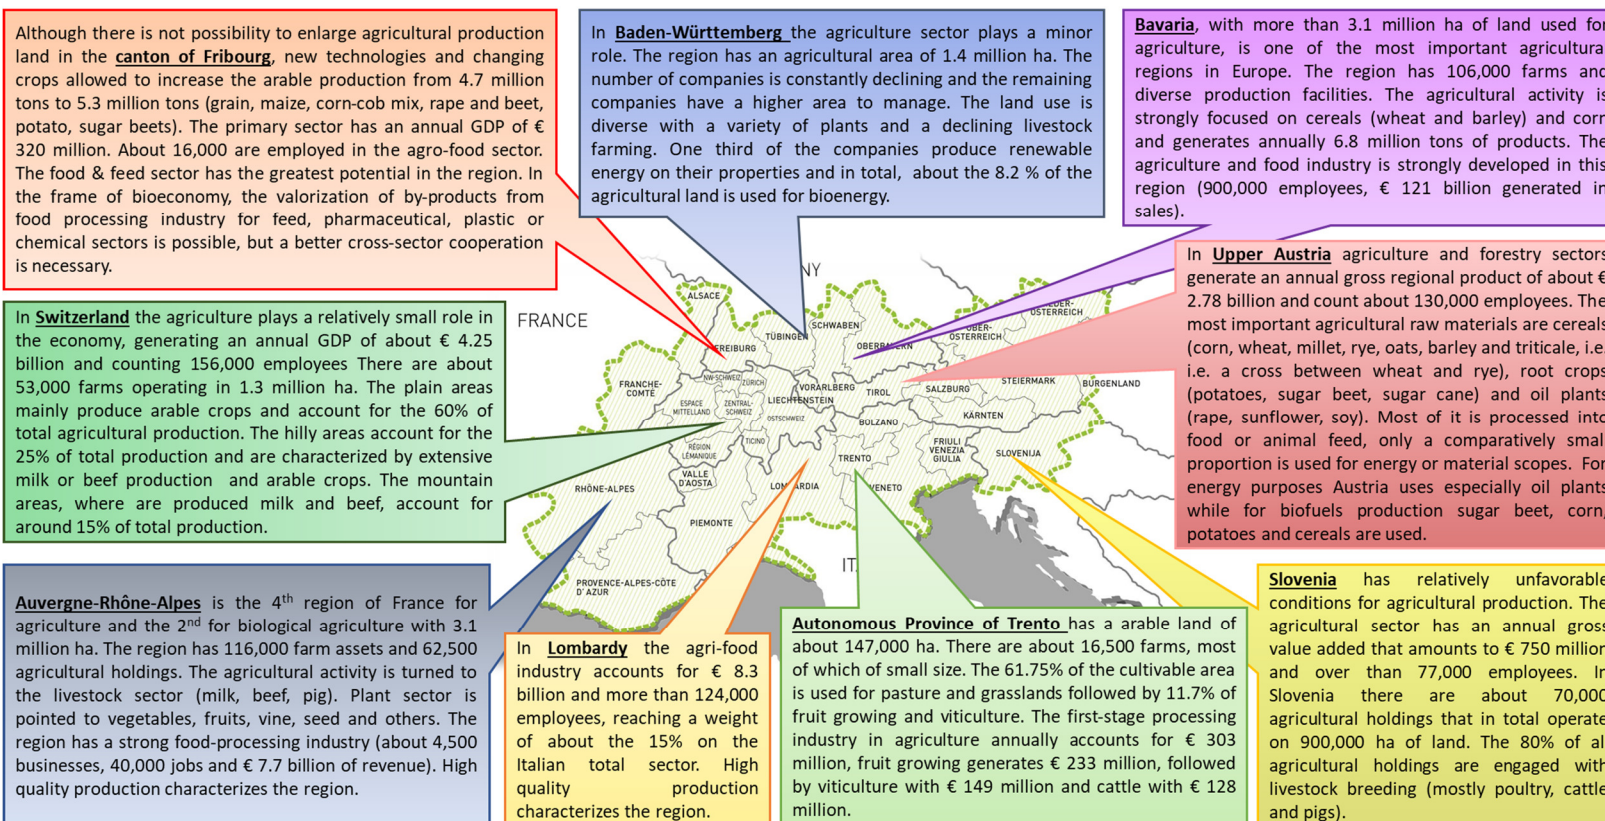 Although there is not possibility to enlarge agricultural production
land in the canton of Fribourg, new technologies and changing
crops allowed to increase the arable production from 4.7 million
tons to 5.3 million tons (grain, maize, corn-cob mix, rape and beet,
potato, sugar beets). The primary sector has an annual GDP of €
320 million. About 16,000 are employed in the agro-food sector.
The food & feed sector has the greatest potential in the region. In
the frame of bioeconomy, the valorization of by-products from
food processing industry for feed, pharmaceutical, plastic or
chemical sectors is possible, but a better cross-sector cooperation
is necessary.
In Baden-Württemberg the agriculture sector plays a minor
role. The region has an agricultural area of 1.4 million ha. The
number of companies is constantly declining and the remaining
companies have a higher area to manage. The land use is
diverse with a variety of plants and a declining livestock
farming. One third of the companies produce renewable
energy on their properties and in total, about the 8.2 % of the
agricultural land is used for bioenergy.
Bavaria, with more than 3.1 million ha of land used for
agriculture, is one of the most important agricultura
regions in Europe. The region has 106,000 farms and
diverse production facilities. The agricultural activity is
strongly focused on cereals (wheat and barley) and corn
and generates annually 6.8 million tons of products. The
agriculture and food industry is strongly developed in this
region (900,000 employees, € 121 billion generated in
sales).
In Upper Austria agriculture and forestry sectors
generate an annual gross regional product of about €
2.78 billion and count about 130,000 employees. The
most important agricultural raw materials are cereals
(corn, wheat, millet, rye, oats, barley and triticale, i.e.
i.e. a cross between wheat and rye), root crops
(potatoes, sugar beet, sugar cane) and oil plants
(rape, sunflower, soy). Most of it is processed into
food or animal feed, only a comparatively smal
proportion is used for energy or material scopes. For
energy purposes Austria uses especially oil plants
while for biofuels production sugar beet, corn,
potatoes and cereals are used.
In Switzerland the agriculture plays a relatively small role in
the economy, generating an annual GDP of about € 4.25
billion and counting 156,000 employees There are about
53,000 farms operating in 1.3 million ha. The plain areas
mainly produce arable crops and account for the 60% of
total agricultural production. The hilly areas account for the
25% of total production and are characterized by extensive
milk or beef production and arable crops. The mountain
areas, where are produced milk and beef, account for
around 15% of total production.
NY
FRANCE
ALSACE
FREIBURG
TÜBINGEN
SCHWABEN
OBERBAYERN
OBER-
ÖSTERREICH
DER-
ÖSTERREICH
FRANCHE-
COMTÉ
NW-SCHWEIZ
ZÜRICH
ESPACE
MITTELLAND
ZENTRAL-
SCHWEIZ
VORARLBERG
LIECHTENSTEIN
OSTSCHWEIZ
TIROL
SALZBURG
STEIERMARK
BURGENLAND
KÄRNTEN
BOLZANO
RÉGION
LÉMANIQUE
TICINO
VALLE
D'AOSTA
TRENTO
FRIULI
VENEZIA
GIULIA
SLOVENIJA
RHÔNE-ALPES
LOMBARDIA
VENETO
PIEMONTE
PROVENCE-ALPES-CÔTE
D'AZUR
IT
Auvergne-Rhône-Alpes is the 4th region of France for
agriculture and the 2nd for biological agriculture with 3.1
million ha. The region has 116,000 farm assets and 62,500
agricultural holdings. The agricultural activity is turned to
the livestock sector (milk, beef, pig). Plant sector is
pointed to vegetables, fruits, vine, seed and others. The
region has a strong food-processing industry (about 4,500
businesses, 40,000 jobs and € 7.7 billion of revenue). High
quality production characterizes the region.
In Lombardy the agri-food
industry accounts for € 8.3
billion and more than 124,000
employees, reaching a weight
of about the 15% on the
Italian total sector. High
quality production
characterizes the region.
Autonomous Province of Trento has a arable land of
about 147,000 ha. There are about 16,500 farms, most
of which of small size. The 61.75% of the cultivable area
is used for pasture and grasslands followed by 11.7% of
fruit growing and viticulture. The first-stage processing
industry in agriculture annually accounts for € 303
million, fruit growing generates € 233 million, followed
by viticulture with € 149 million and cattle with € 128
million.
Slovenia has relatively unfavorable
conditions for agricultural production. The
agricultural sector has an annual gross
value added that amounts to € 750 million
and over than 77,000 employees. In
Slovenia there are about 70,000
agricultural holdings that in total operate
on 900,000 ha of land. The 80% of al
agricultural holdings are engaged with
livestock breeding (mostly poultry, cattle
and pigs).